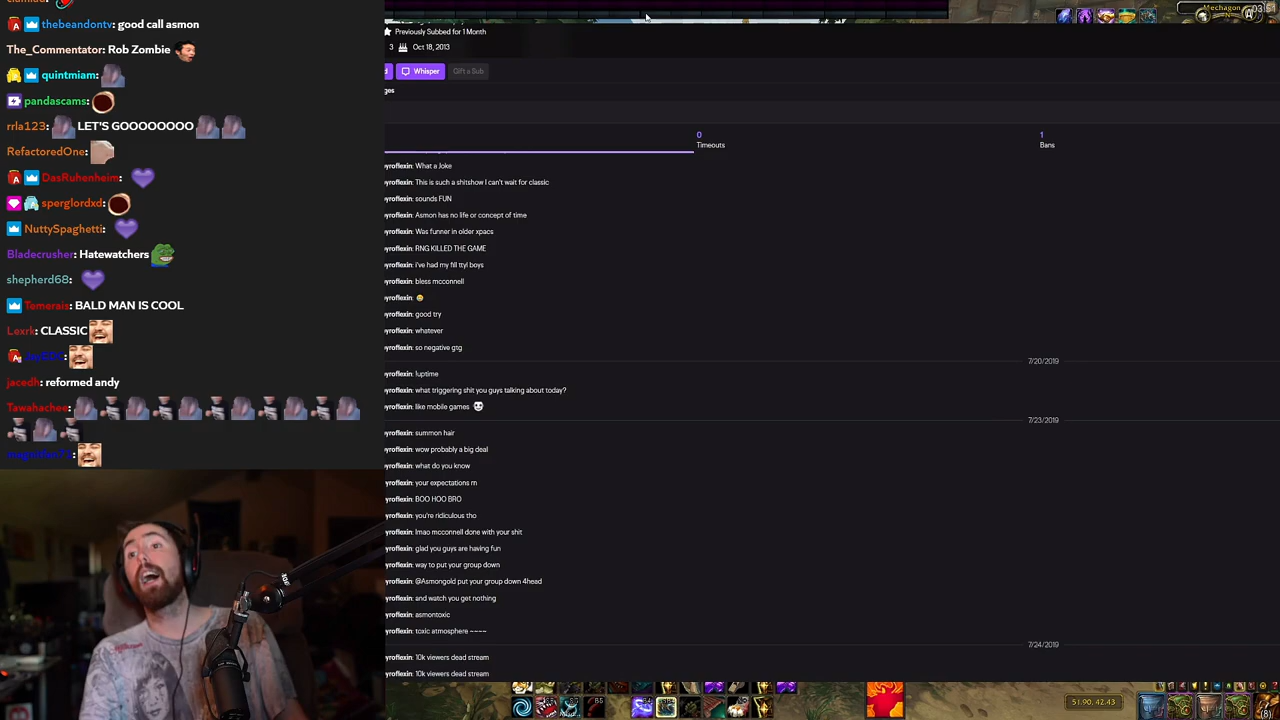 thebeandontv: good call asmon
The_Commentator: Rob Zombie
quintmiam:
pandascams:
rrla123: LET'S GOOOOOOOO
RefactoredOne:
DasRuhenheim:
sperglordxd:
NuttySpaghetti:
Bladecrusher: Hatewatchers
shepherd68:
Temerais: BALD MAN IS COOL
Lexrk: CLASSIC
jacedh: reformed andy
Tawahachee:
Mechagon
Previously Subbed for 1 Month
3 Oct 18, 2013
d Whisper Gift a Sub
ges
0 1
Timeouts Bans
yroflexin: What a Joke
yroflexin: This is such a shitshow I can't wait for classic
yroflexin: sounds FUN
yroflexin: Asmon has no life or concept of time
yroflexin: Was funner in older xpacs
yroflexin: RNG KILLED THE GAME
yroflexin: i've had my fill ttyl boys
yroflexin: bless mcconnell
yroflexin:
yroflexin: good try
yroflexin: whatever
yroflexin: so negative gtg
7/20/2019
yroflexin: !uptime
yroflexin: what triggering shit you guys talking about today?
yroflexin: like mobile games
7/23/2019
yroflexin: summon hair
yroflexin: wow probably a big deal
yroflexin: what do you know
yroflexin: your expectations rn
yroflexin: BOO HOO BRO
yroflexin: you're ridiculous tho
yroflexin: lmao mcconnell done with your shit
yroflexin: glad you guys are having fun
yroflexin: way to put your group down
yroflexin: @Asmongold put your group down 4head
yroflexin: and watch you get nothing
yroflexin: asmontoxic
yroflexin: toxic atmosphere ~~~~
7/24/2019
yroflexin: 10k viewers dead stream
yroflexin: 10k viewers dead stream
51.90, 42.43